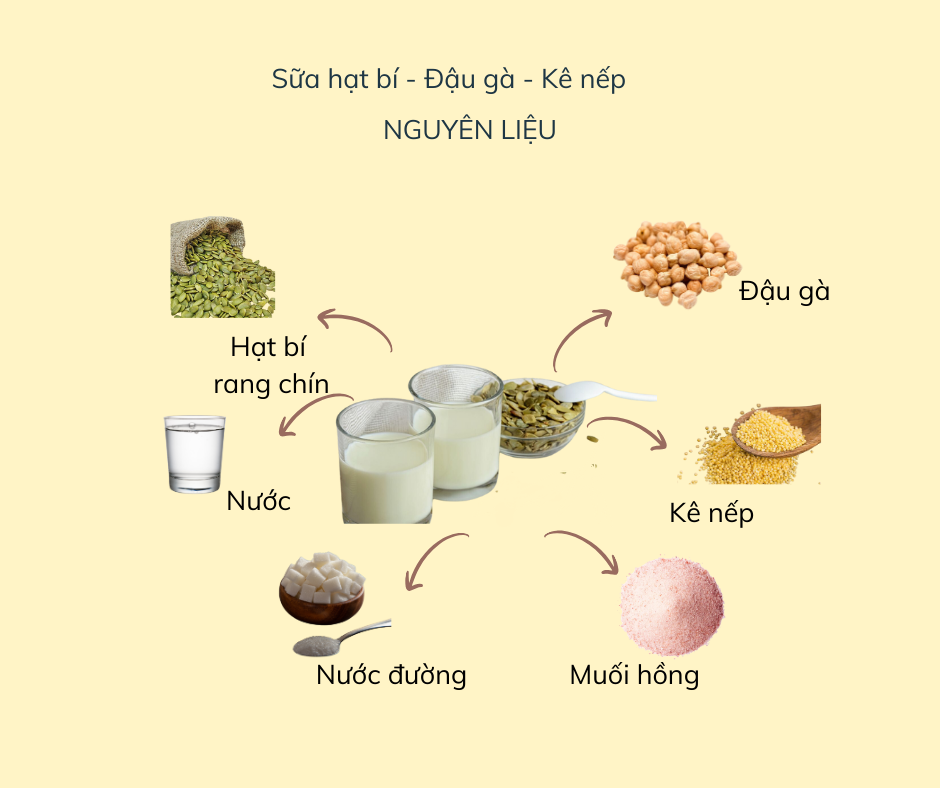 Sữa hạt bí - Đậu gà - Kê nếp
NGUYÊN LIỆU
Đậu gà
Hạt bí
rang chín
Nước
Kê nếp
Nước đường
Muối hồng